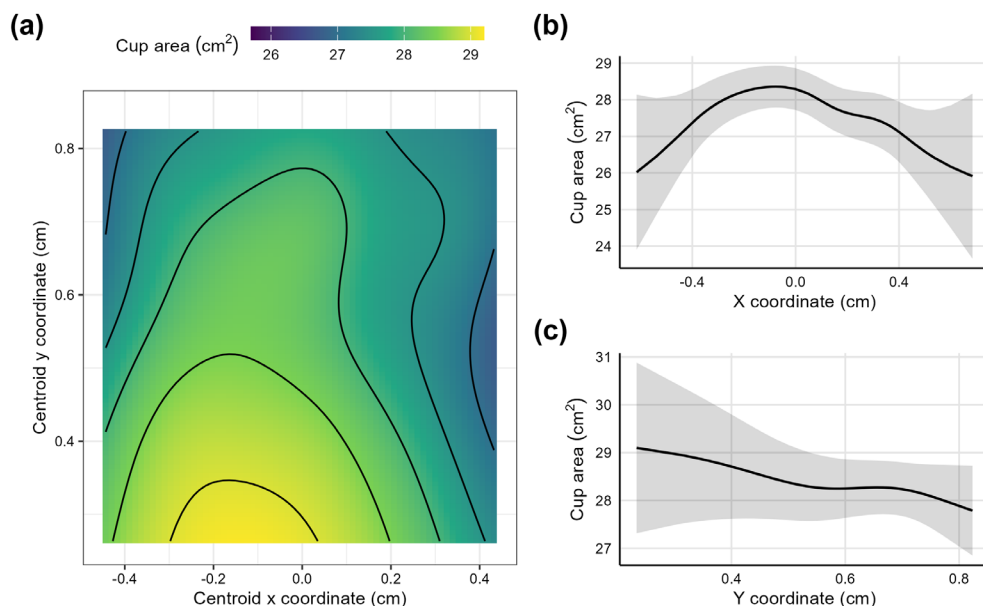 (a)
Cup area (cm2)
26 27 28 29
0.8
0.6
0.4
Centroid y coordinate (cm)
-0.4 -0.2 0.0 0.2 0.4
Centroid x coordinate (cm)
(b)
29
28
27
26
25
24
Cup area (cm2)
-0.4 0.0 0.4
X coordinate (cm)
(c)
31
30
29
28
27
Cup area (cm2)
0.4 0.6 0.8
Y coordinate (cm)